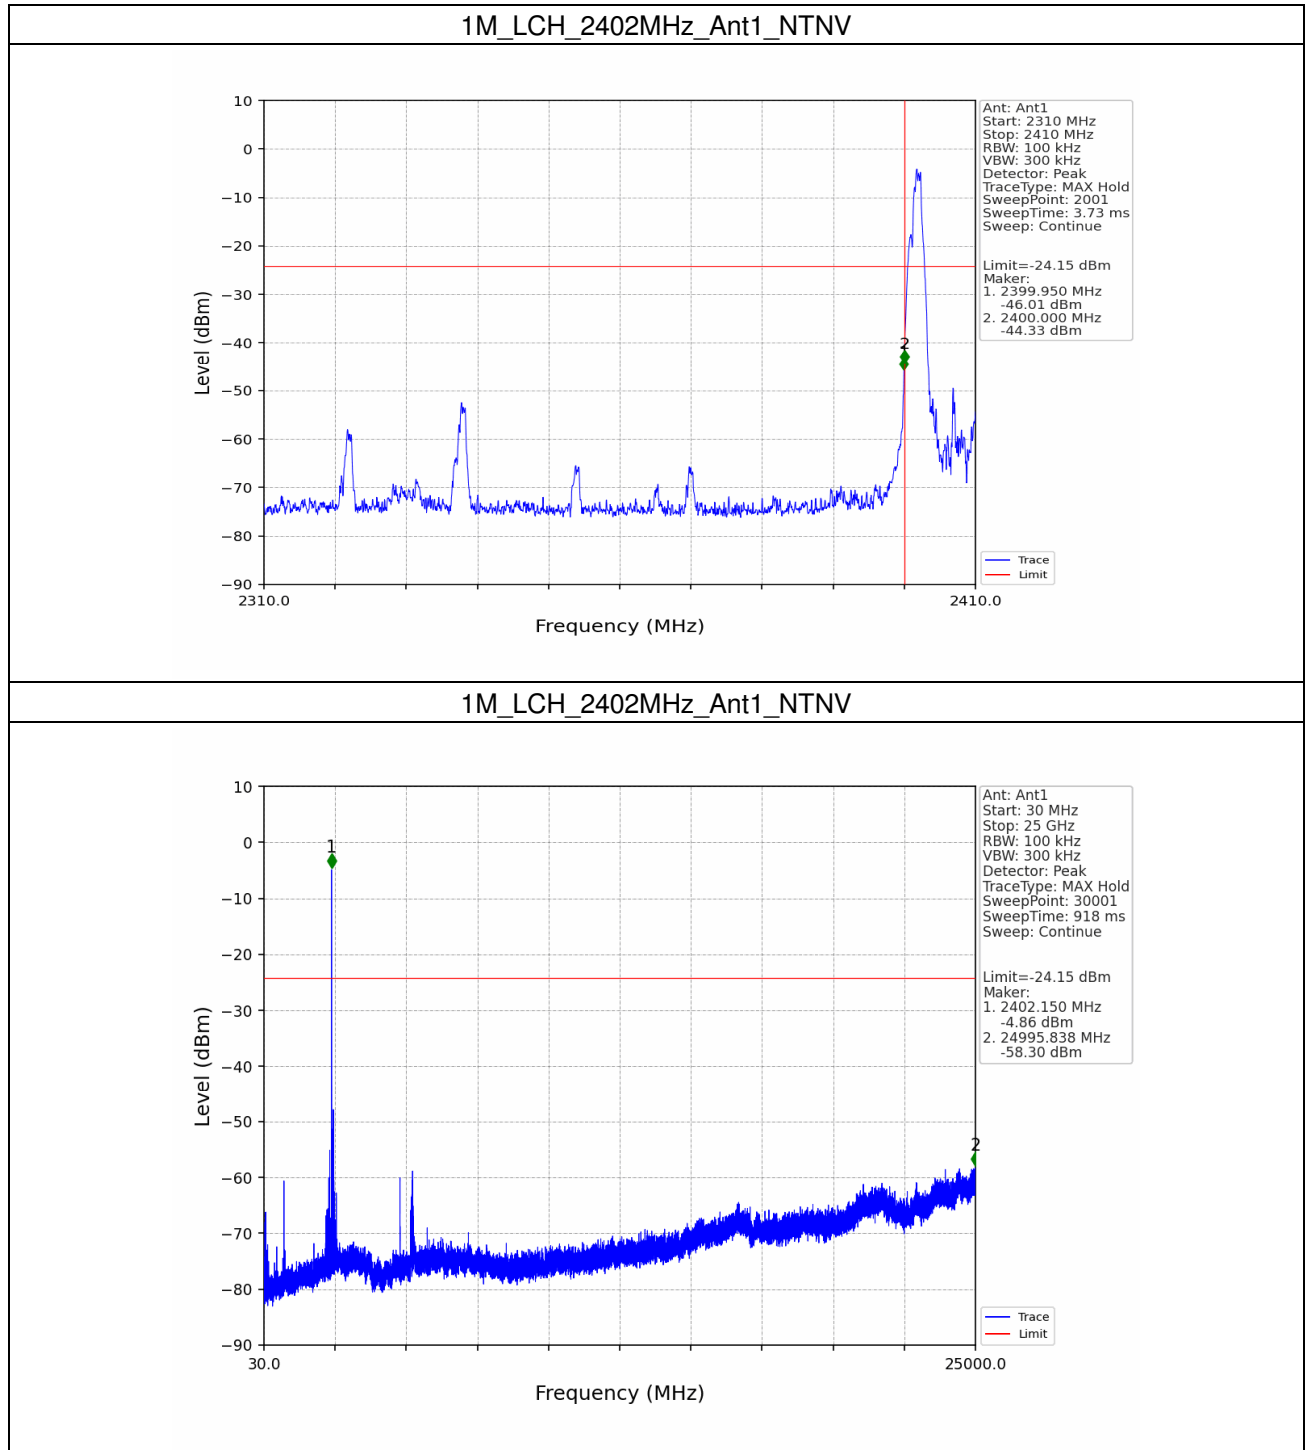 1M_LCH_2402MHz_Ant1_NTNV
10
0
−10
−20
−30
−40
−50
−60
−70
−80
−90
Level (dBm)
2310.0
2410.0
Frequency (MHz)
2
Ant: Ant1
Start: 2310 MHz
Stop: 2410 MHz
RBW: 100 kHz
VBW: 300 kHz
Detector: Peak
TraceType: MAX Hold
SweepPoint: 2001
SweepTime: 3.73 ms
Sweep: Continue
Limit=-24.15 dBm
Maker:
1. 2399.950 MHz
-46.01 dBm
2. 2400.000 MHz
-44.33 dBm
Trace
Limit
1M_LCH_2402MHz_Ant1_NTNV
10
0
−10
−20
−30
−40
−50
−60
−70
−80
−90
Level (dBm)
30.0
25000.0
Frequency (MHz)
1
2
Ant: Ant1
Start: 30 MHz
Stop: 25 GHz
RBW: 100 kHz
VBW: 300 kHz
Detector: Peak
TraceType: MAX Hold
SweepPoint: 30001
SweepTime: 918 ms
Sweep: Continue
Limit=-24.15 dBm
Maker:
1. 2402.150 MHz
-4.86 dBm
2. 24995.838 MHz
-58.30 dBm
Trace
Limit